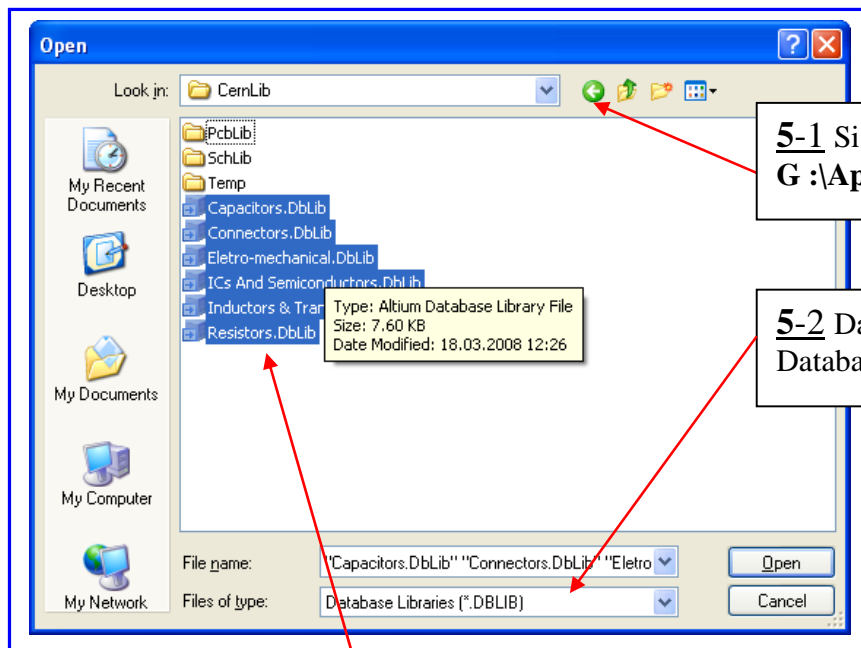 Open
Look in: CernLib
PcbLib
SchLib
Temp
Capacitors.DbLib
Connectors.DbLib
Eletro-mechanical.DbLib
ICs And Semiconductors.DbLib
Inductors & Tran
Resistors.DbLib
Type: Altium Database Library File
Size: 7.60 KB
Date Modified: 18.03.2008 12:26
My Recent
Documents
Desktop
My Documents
My Computer
My Network
File name: "Capacitors.DbLib" "Connectors.DbLib" "Eletro
Open
Files of type: Database Libraries (*.DBLIB)
Cancel
5-1 Si
G :\Ap
5-2 Da
Databa